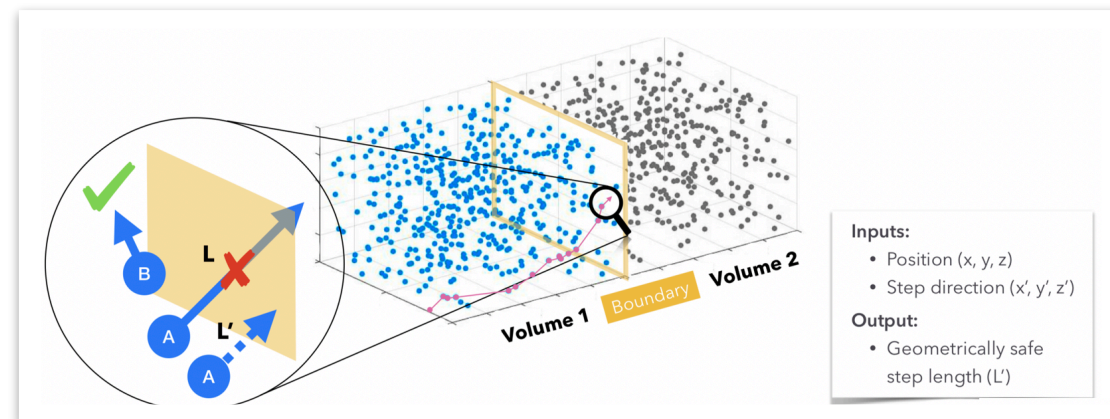 L
B
A
L’
A
Volume 1
Boundary
Volume 2
Inputs:
• Position (x, y, z)
• Step direction (x’, y’, z’)
Output:
• Geometrically safe
step length (L’)